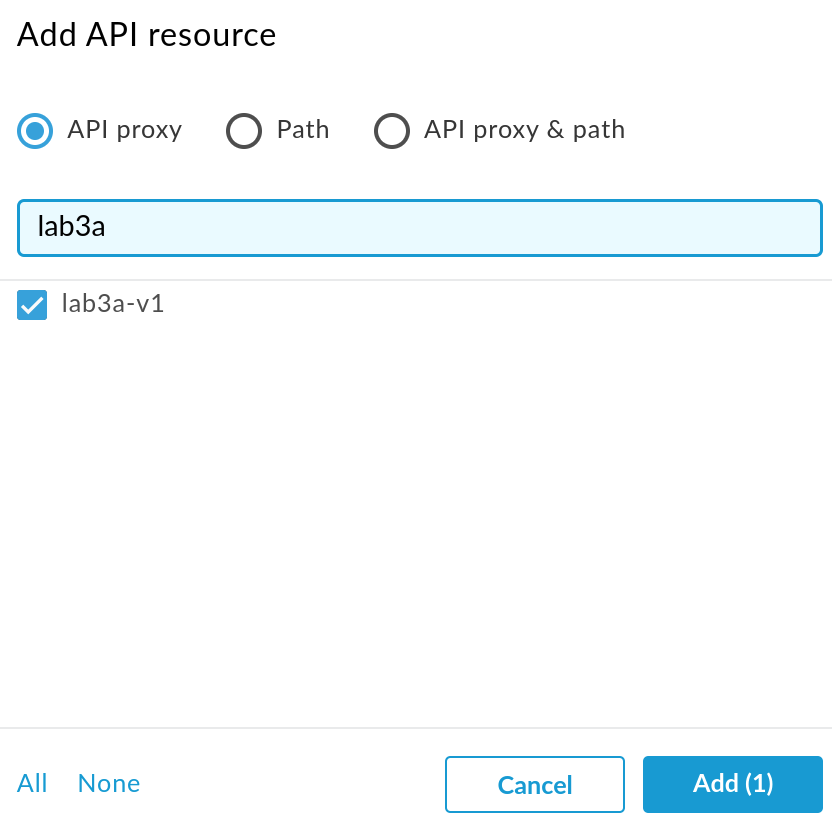 Add API resource
API proxy Path API proxy & path
lab3a
lab3a-v1
All None Cancel Add (1)